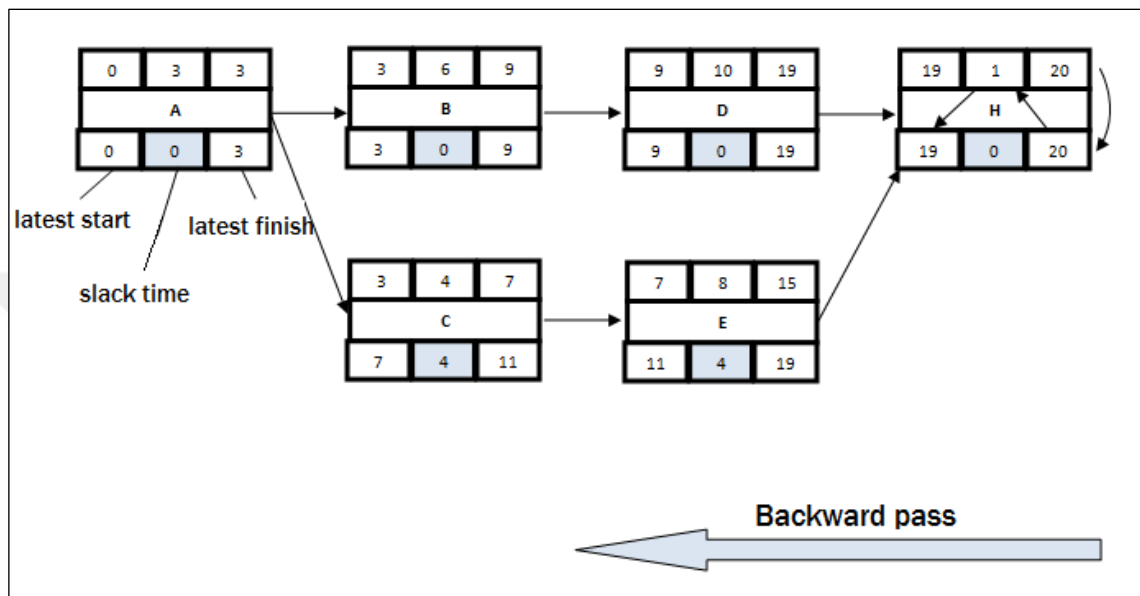 0 3 3 3 6 9 9 10 19 19 1 20
A B D H
0 0 3 3 0 9 9 0 19 19 0 20
latest start latest finish
slack time
3 4 7 7 8 15
C E
7 4 11 11 4 19
Backward pass